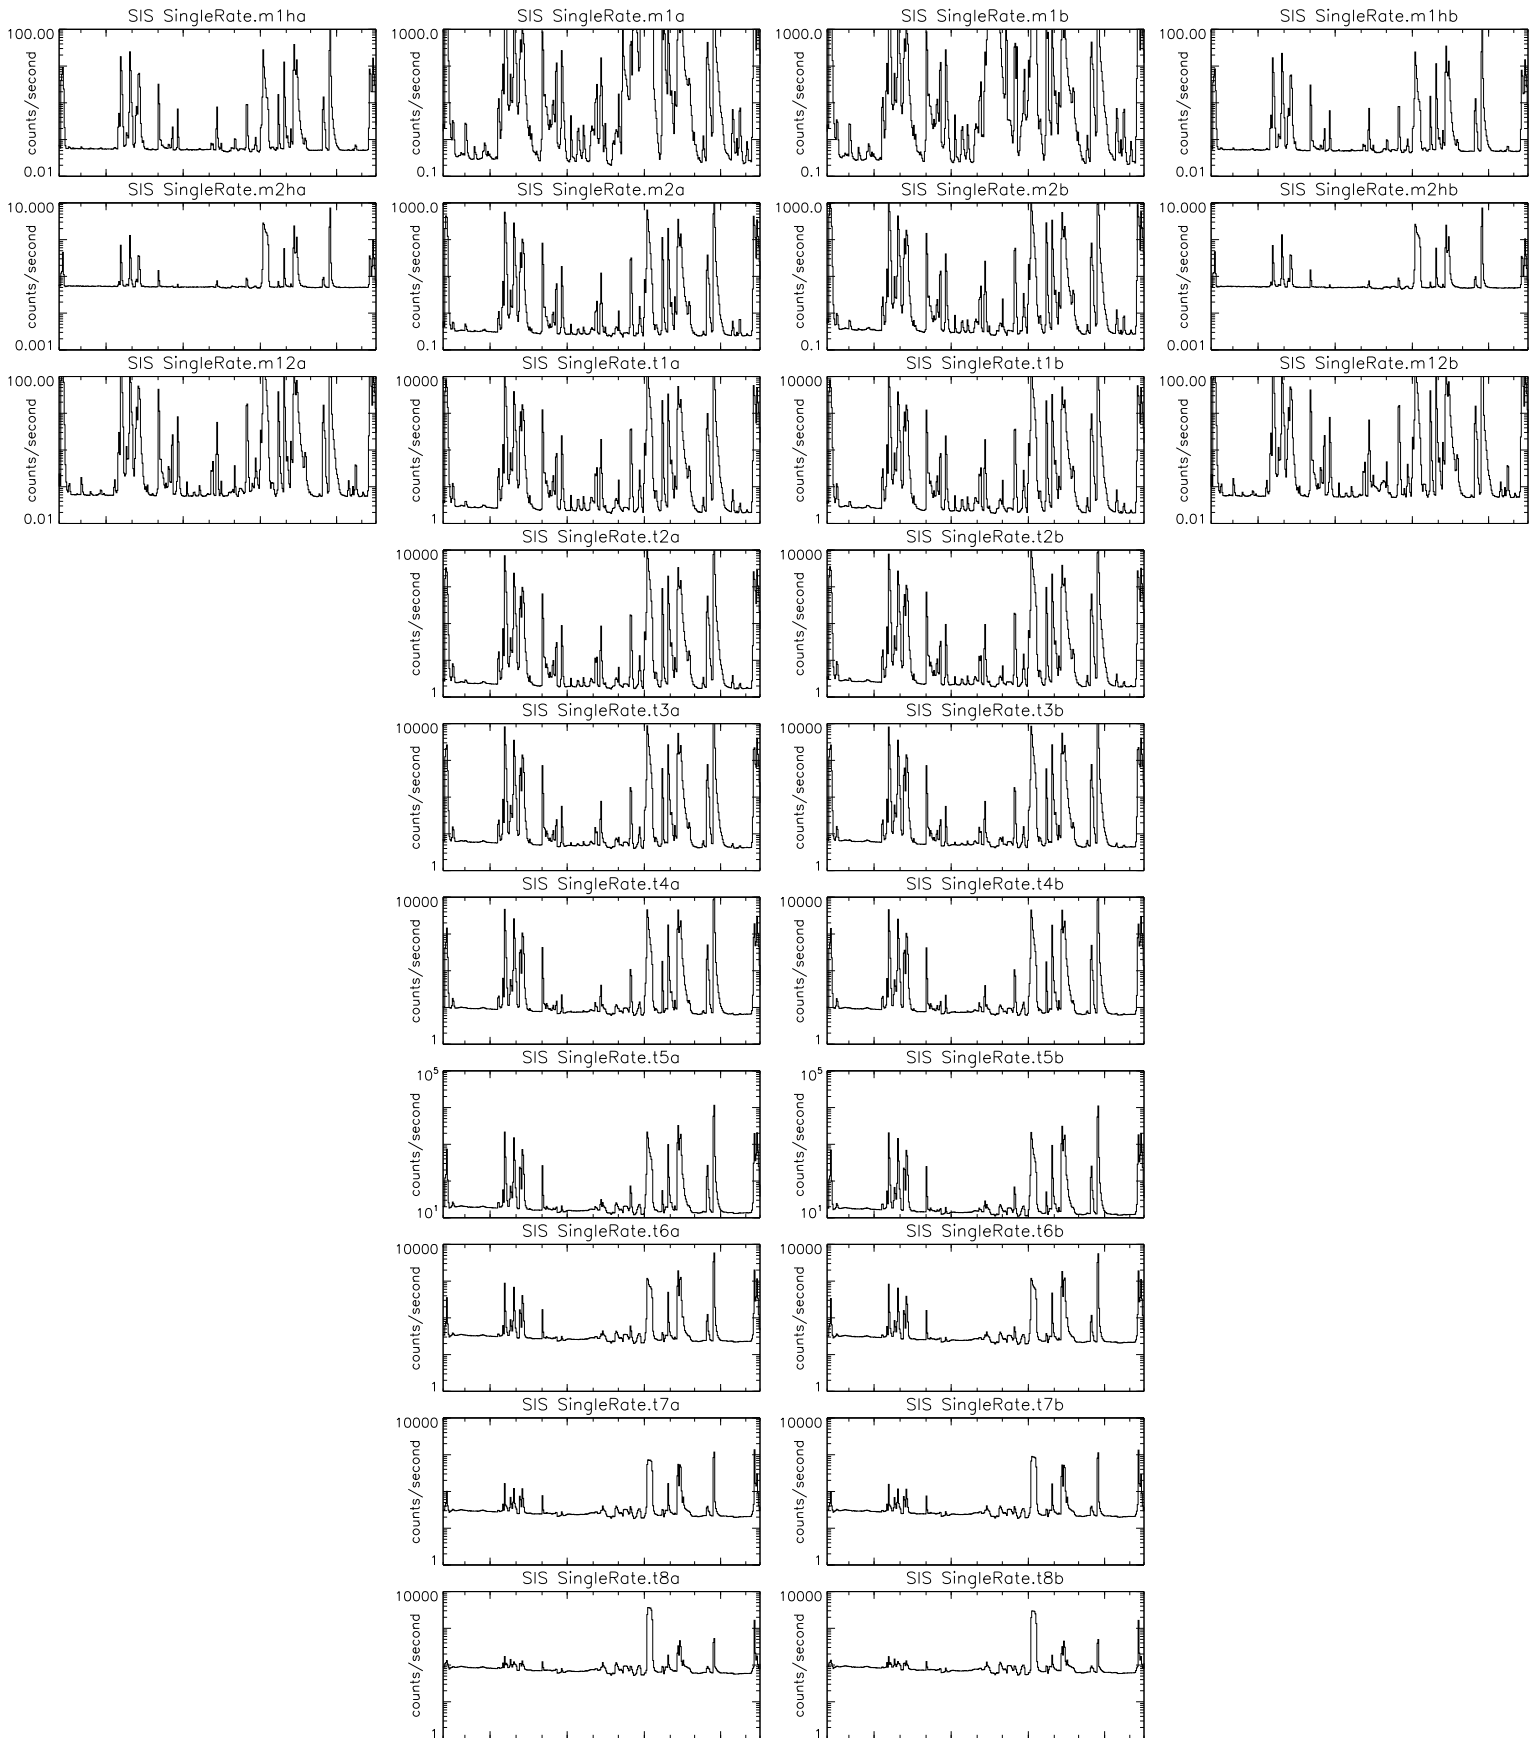 SIS SingleRate.m1ha
SIS SingleRate.m1a
SIS SingleRate.m1b
SIS SingleRate.m1hb
100.00
counts/second
0.01
1000.0
counts/second
0.1
1000.0
counts/second
0.1
100.00
counts/second
0.01
SIS SingleRate.m2ha
SIS SingleRate.m2a
SIS SingleRate.m2b
SIS SingleRate.m2hb
10.000
counts/second
0.001
1000.0
counts/second
0.1
1000.0
counts/second
0.1
10.000
counts/second
0.001
SIS SingleRate.m12a
SIS SingleRate.t1a
SIS SingleRate.t1b
SIS SingleRate.m12b
100.00
counts/second
0.01
10000
counts/second
1
10000
counts/second
1
100.00
counts/second
0.01
SIS SingleRate.t2a
SIS SingleRate.t2b
10000
counts/second
1
10000
counts/second
1
SIS SingleRate.t3a
SIS SingleRate.t3b
10000
counts/second
1
10000
counts/second
1
SIS SingleRate.t4a
SIS SingleRate.t4b
10000
counts/second
1
10000
counts/second
1
SIS SingleRate.t5a
SIS SingleRate.t5b
10⁵
counts/second
10¹
10⁵
counts/second
10¹
SIS SingleRate.t6a
SIS SingleRate.t6b
10000
counts/second
1
10000
counts/second
1
SIS SingleRate.t7a
SIS SingleRate.t7b
10000
counts/second
1
10000
counts/second
1
SIS SingleRate.t8a
SIS SingleRate.t8b
10000
counts/second
1
10000
counts/second
1